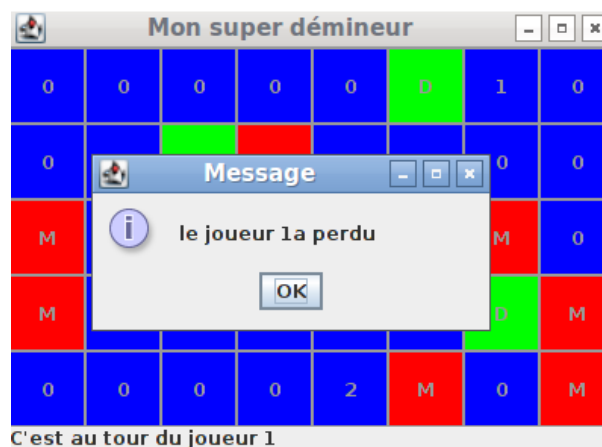 Mon super démineur
0 0 0 0 0 B 1 0
0 0 0
Message
M le joueur 1a perdu M 0
OK
M B M
0 0 0 0 2 M 0 M
C'est au tour du joueur 1